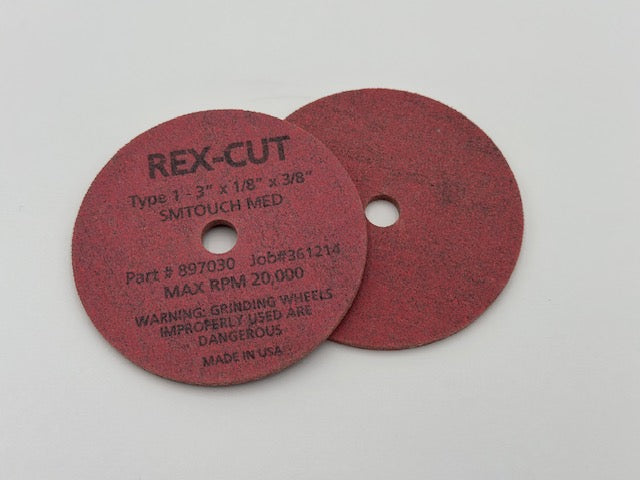 REX-CUT
Type 1 - 3" x 1/8" x 3/8"
SMTOUCH MED
Part # 897030 Job#361214
MAX RPM 20,000
WARNING: GRINDING WHEELS
IMPROPERLY USED ARE
DANGEROUS
MADE IN USA